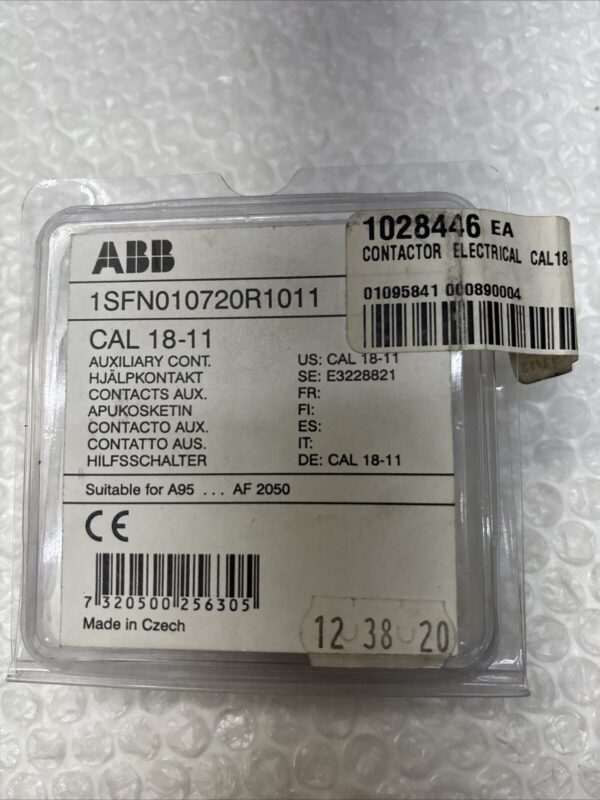 1028446 EA
CONTACTOR ELECTRICAL CAL18-
01095841 000890004
ABB
1SFN010720R1011
CAL 18-11
AUXILIARY CONT. US: CAL 18-11
HJÄLPKONTAKT SE: E3228821
CONTACTS AUX. FR:
APUKOSKETIN FI:
CONTACTO AUX. ES:
CONTATTO AUS. IT:
HILFSSCHALTER DE: CAL 18-11
Suitable for A95 ... AF 2050
CE
7 320500 256305
Made in Czech
12 38 20